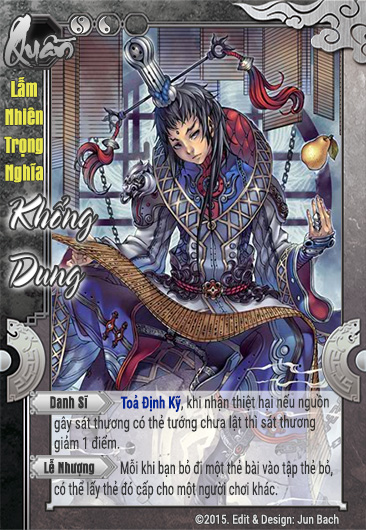 Quần
Lẫm
Nhiên
Trọng
Nghĩa
Khổng
Dung
Danh Sĩ
Toả Định Kỹ, khi nhận thiệt hại nếu nguồn
gây sát thương có thẻ tướng chưa lật thì sát thương
giảm 1 điểm.
Lễ Nhượng
Mỗi khi bạn bỏ đi một thẻ bài vào tập thẻ bỏ,
có thể lấy thẻ đó cấp cho một người chơi khác.
©2015. Edit & Design: Jun Bach